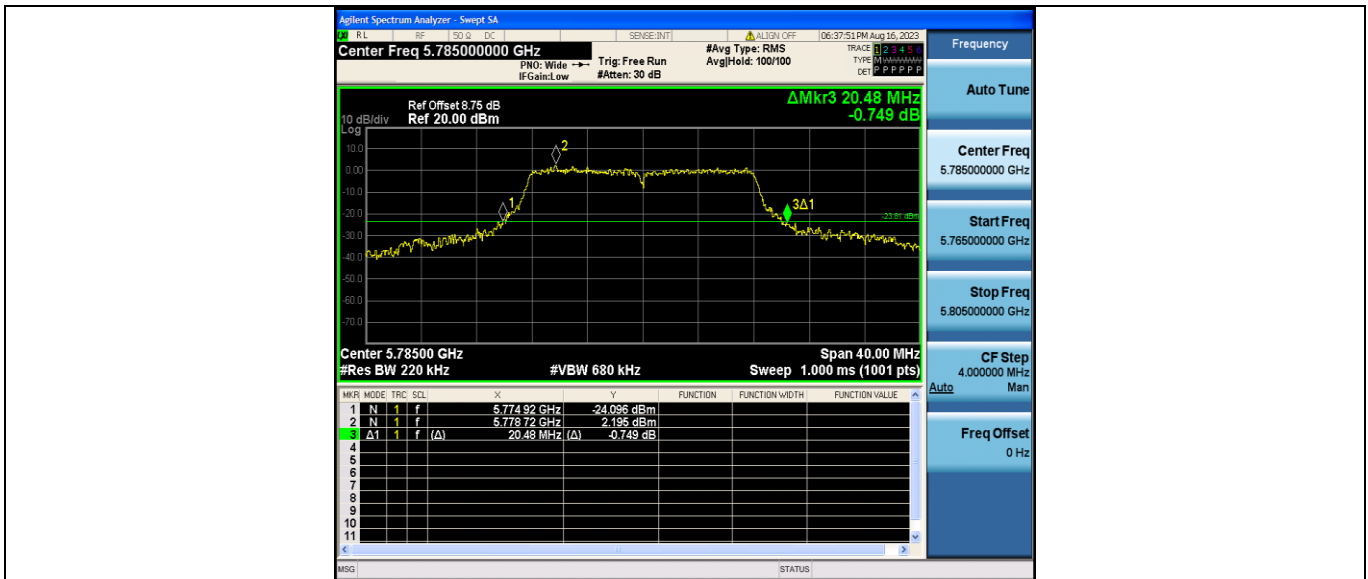 Agilent Spectrum Analyzer - Swept SA
RL RF 50 Ω DC SENSE:INT ALIGN OFF 06:37:51 PM Aug 16, 2023
Center Freq 5.785000000 GHz
PNO: Wide
IFGain:Low
Trig: Free Run
#Atten: 30 dB
#Avg Type: RMS
Avg|Hold: 100/100
TRACE 1 2 3 4 5 6
TYPE M
DET P P P P P P
ΔMkr3 20.48 MHz
-0.749 dB
Ref Offset 8.75 dB
10 dB/div Ref 20.00 dBm
Log
10.0
0.00
-10.0
-20.0
-30.0
-40.0
-50.0
-60.0
-70.0
2
1
3Δ1
-23.81 dBm
Center 5.78500 GHz Span 40.00 MHz
#Res BW 220 kHz #VBW 680 kHz Sweep 1.000 ms (1001 pts)
MKR MODE TRC SCL X Y FUNCTION FUNCTION WIDTH FUNCTION VALUE
1 N 1 f 5.774 92 GHz -24.096 dBm
2 N 1 f 5.778 72 GHz 2.195 dBm
3 Δ1 1 f (Δ) 20.48 MHz (Δ) -0.749 dB
4
5
6
7
8
9
10
11
MSG STATUS
Frequency
Auto Tune
Center Freq
5.785000000 GHz
Start Freq
5.765000000 GHz
Stop Freq
5.805000000 GHz
CF Step
4.000000 MHz
Auto Man
Freq Offset
0 Hz